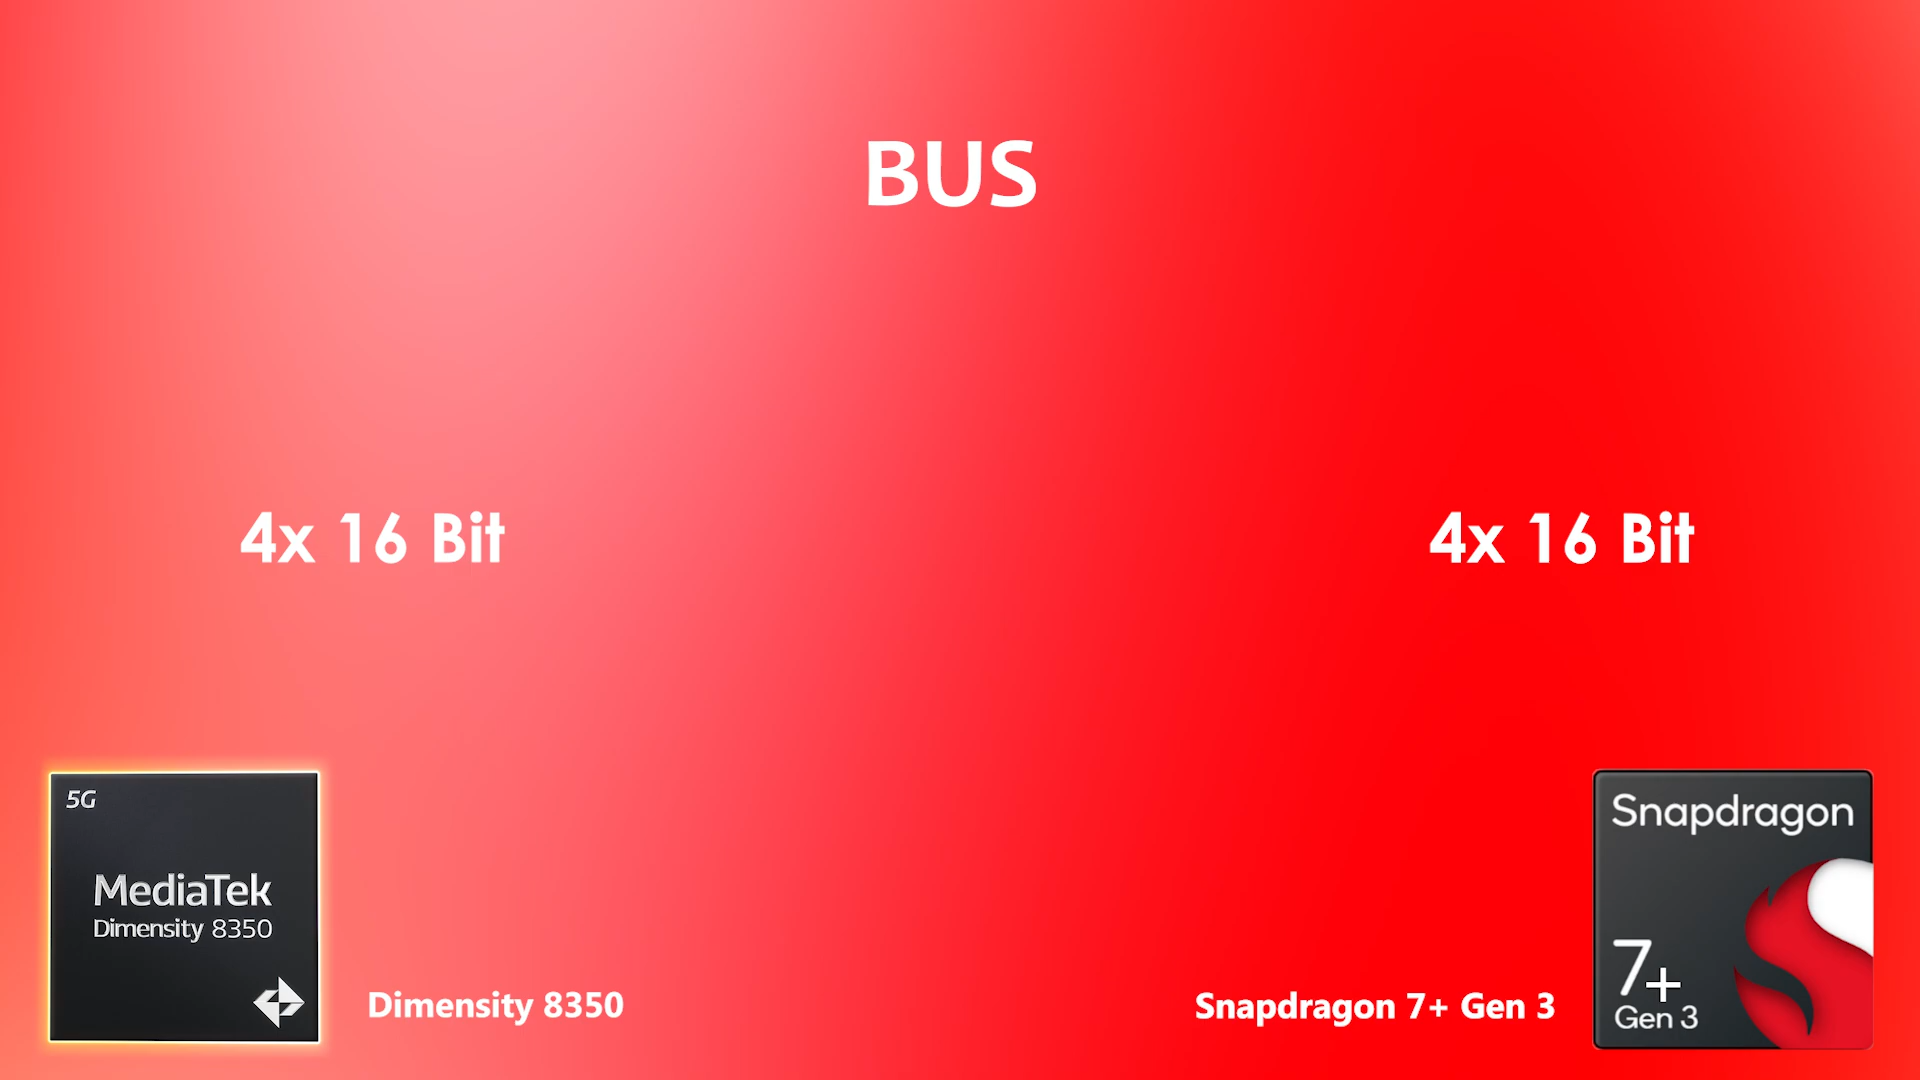 BUS
4x 16 Bit
4x 16 Bit
5G
MediaTek
Dimensity 8350
Dimensity 8350
Snapdragon 7+ Gen 3
Snapdragon
7+
Gen 3